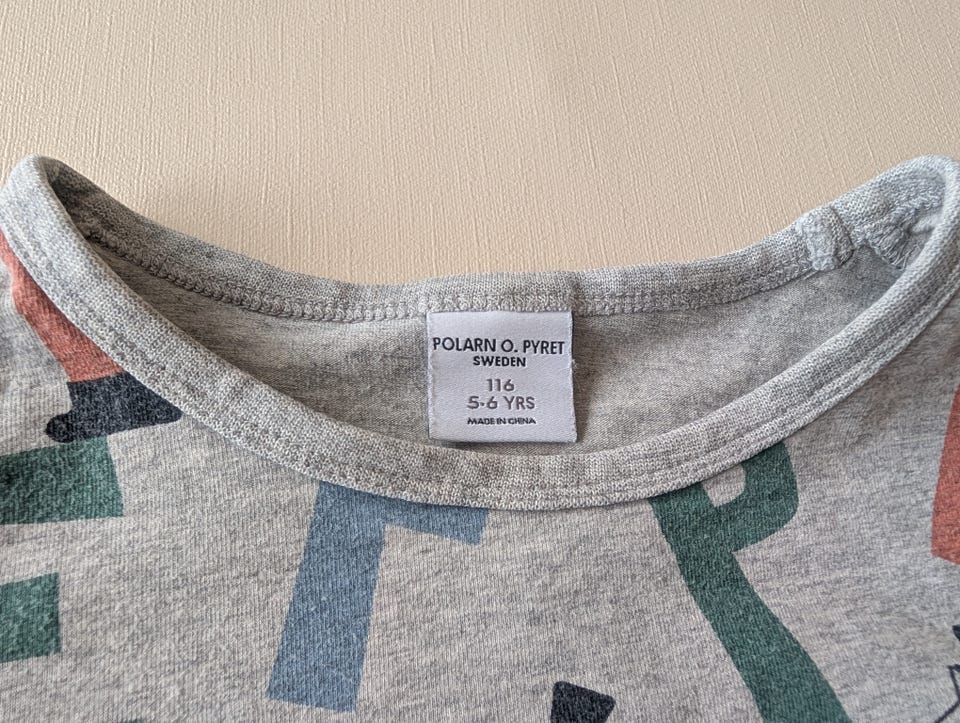 POLARN O. PYRET
SWEDEN
116
5-6 YRS
MADE IN CHINA